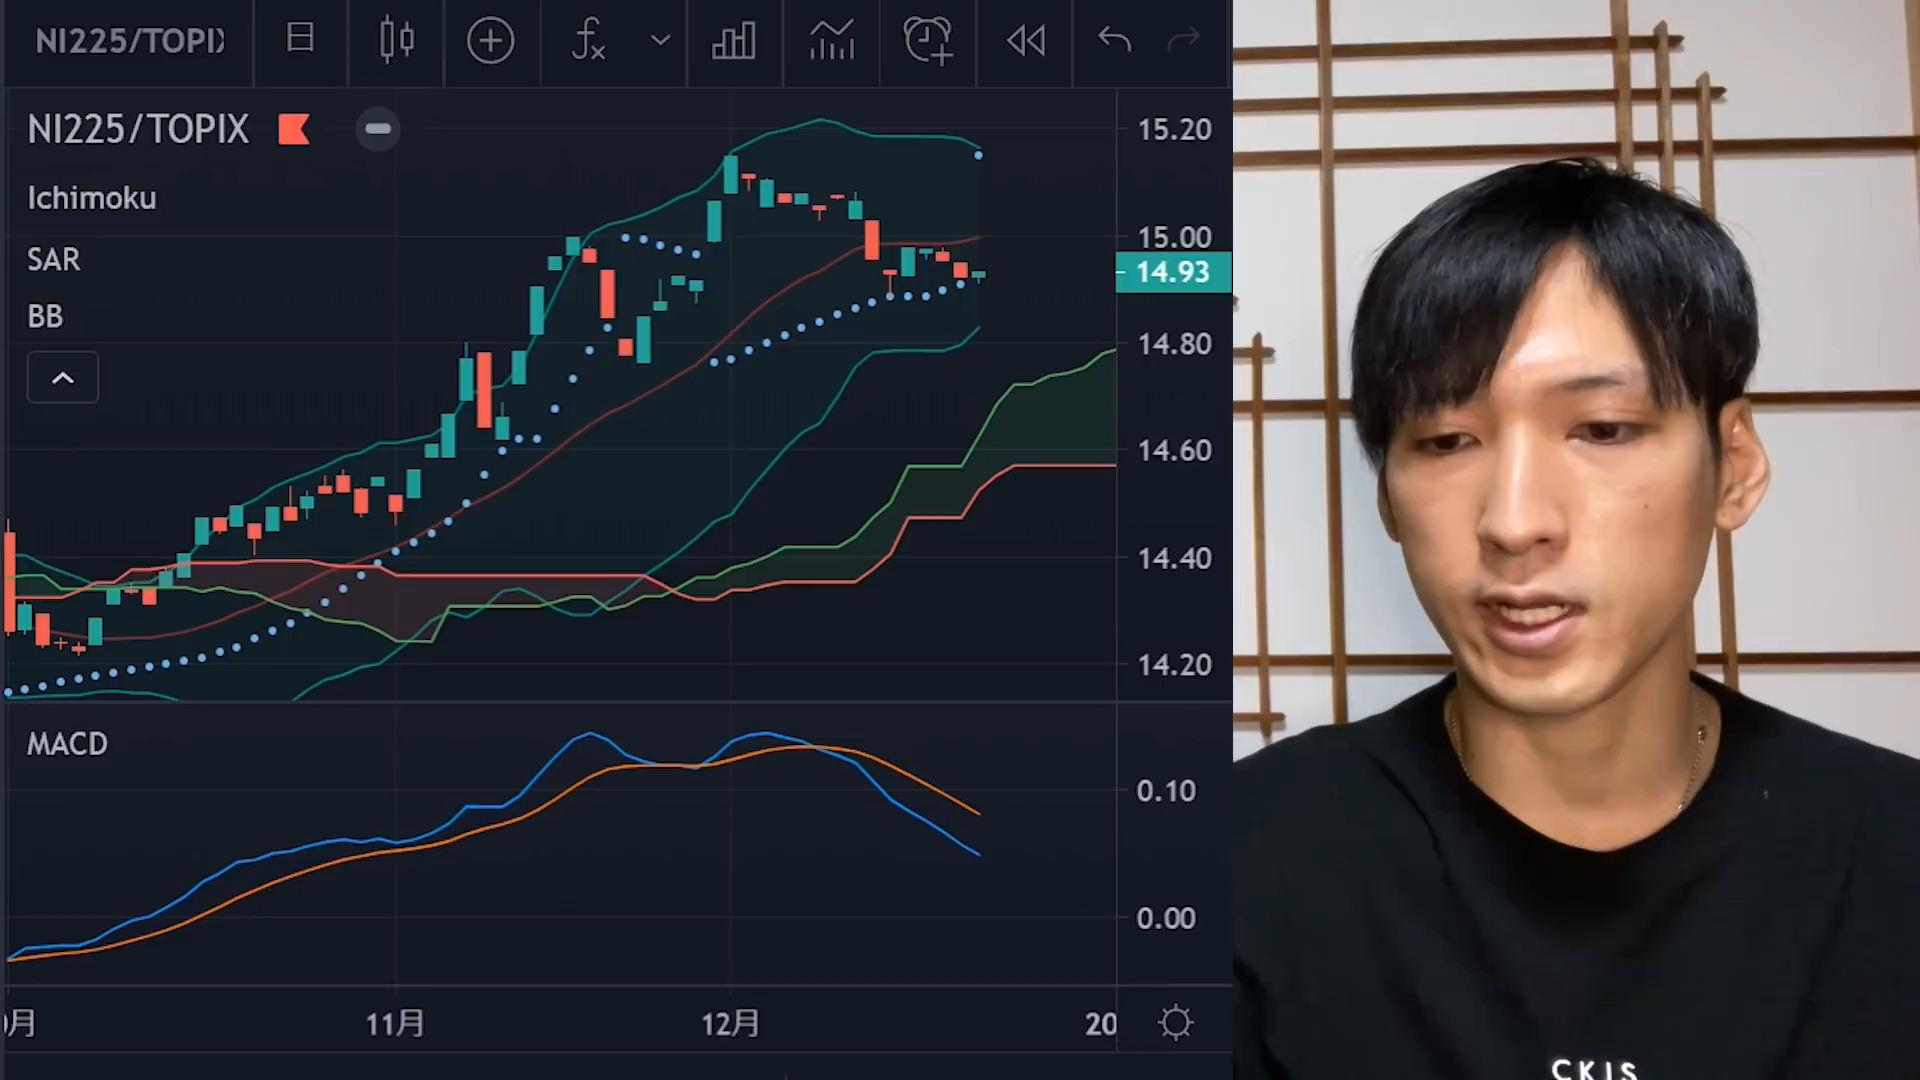 NI225/TOPI
NI225/TOPIX
Ichimoku
SAR
BB
15.20
15.00
14.93
14.80
14.60
14.40
14.20
MACD
0.10
0.00
月
11月
12月
20
CKIS